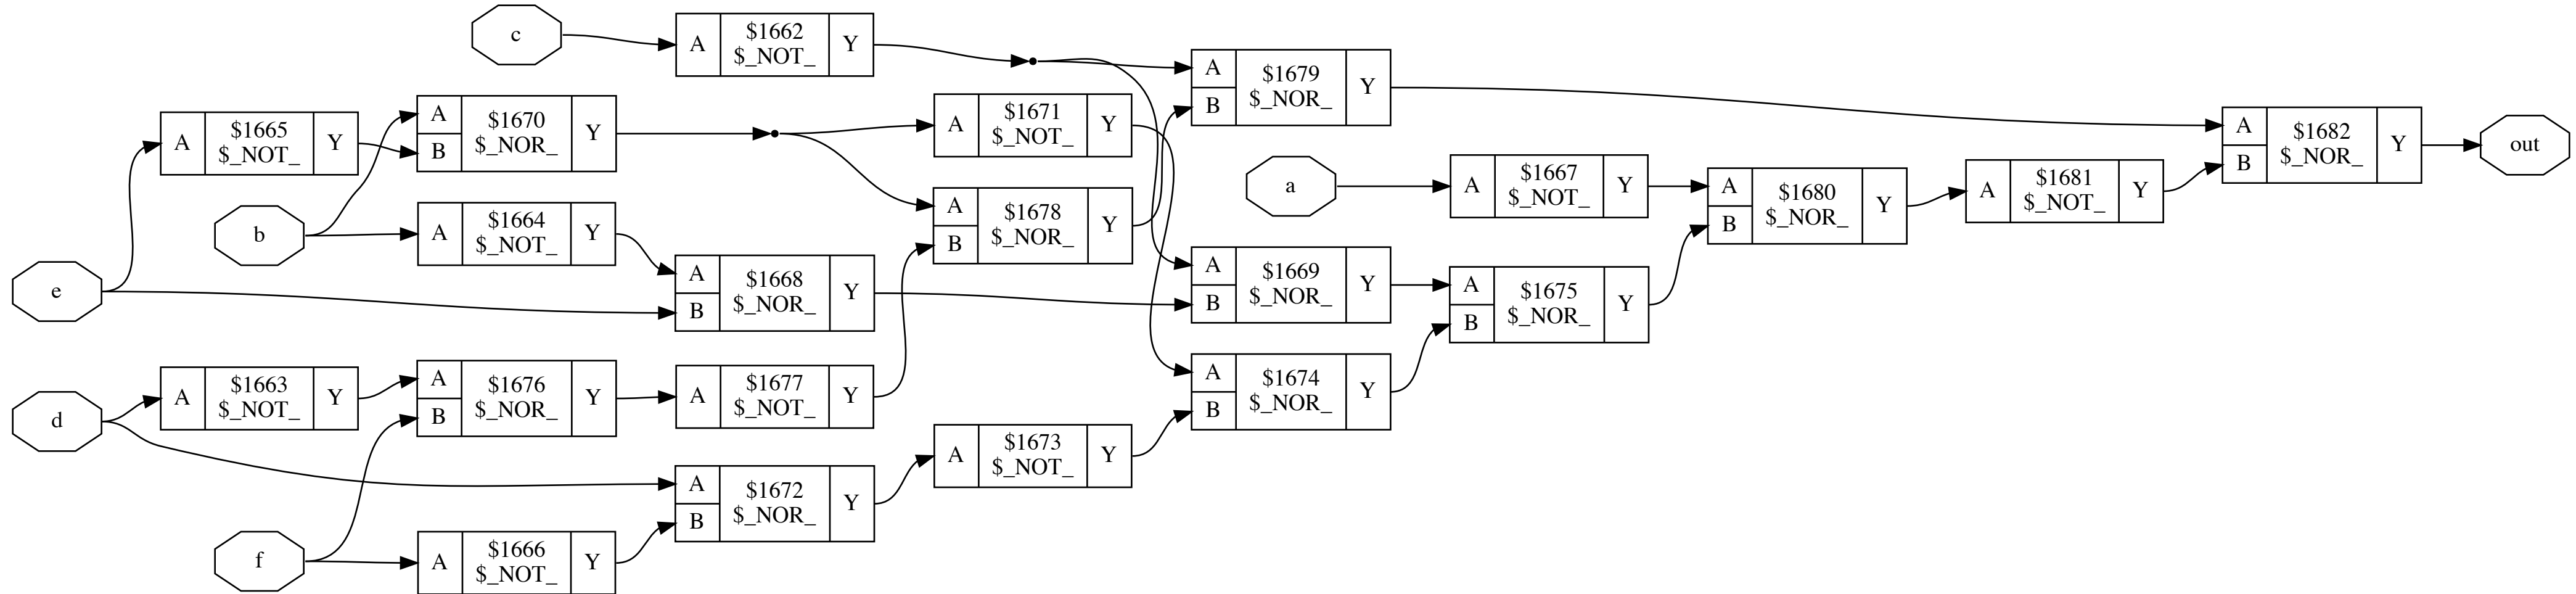 c
A $1662 Y
$_NOT_
A $1679 Y
B $_NOR_
A $1665 Y
$_NOT_
A $1670 Y
B $_NOR_
A $1671 Y
$_NOT_
A $1682 Y
B $_NOR_
out
a
A $1667 Y
$_NOT_
A $1680 Y
B $_NOR_
A $1681 Y
$_NOT_
b
A $1664 Y
$_NOT_
A $1678 Y
B $_NOR_
e
A $1668 Y
B $_NOR_
A $1669 Y
B $_NOR_
A $1675 Y
B $_NOR_
d
A $1663 Y
$_NOT_
A $1676 Y
B $_NOR_
A $1677 Y
$_NOT_
A $1674 Y
B $_NOR_
A $1673 Y
$_NOT_
A $1672 Y
B $_NOR_
f
A $1666 Y
$_NOT_